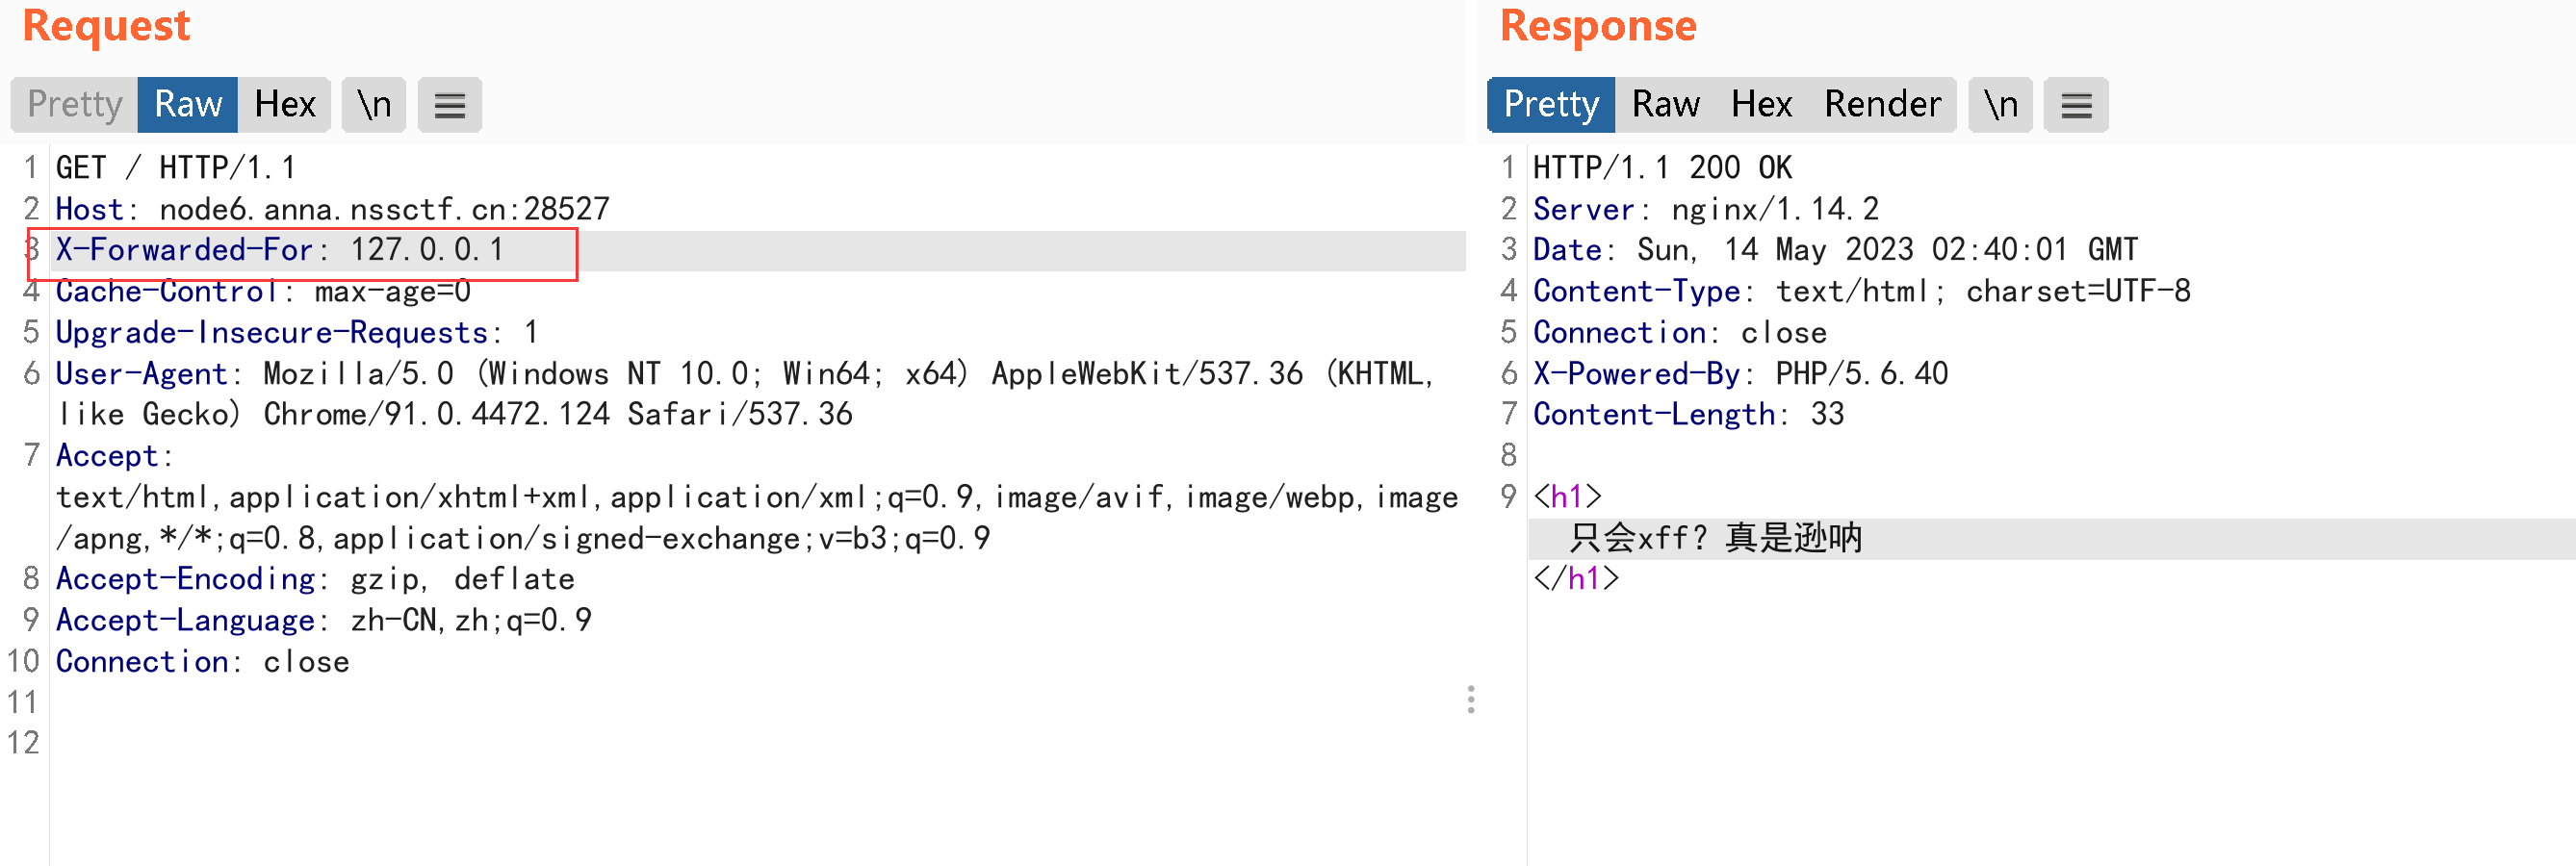 Request
Pretty Raw Hex \n
1 GET / HTTP/1.1
2 Host: node6.anna.nssctf.cn:28527
3 X-Forwarded-For: 127.0.0.1
4 Cache-Control: max-age=0
5 Upgrade-Insecure-Requests: 1
6 User-Agent: Mozilla/5.0 (Windows NT 10.0; Win64; x64) AppleWebKit/537.36 (KHTML,
like Gecko) Chrome/91.0.4472.124 Safari/537.36
7 Accept:
text/html,application/xhtml+xml,application/xml;q=0.9,image/avif,image/webp,image
/apng,*/*;q=0.8,application/signed-exchange;v=b3;q=0.9
8 Accept-Encoding: gzip, deflate
9 Accept-Language: zh-CN,zh;q=0.9
10 Connection: close
11
12
Response
Pretty Raw Hex Render \n
1 HTTP/1.1 200 OK
2 Server: nginx/1.14.2
3 Date: Sun, 14 May 2023 02:40:01 GMT
4 Content-Type: text/html; charset=UTF-8
5 Connection: close
6 X-Powered-By: PHP/5.6.40
7 Content-Length: 33
8
9 <h1>
只会xff？真是逊呐
</h1>